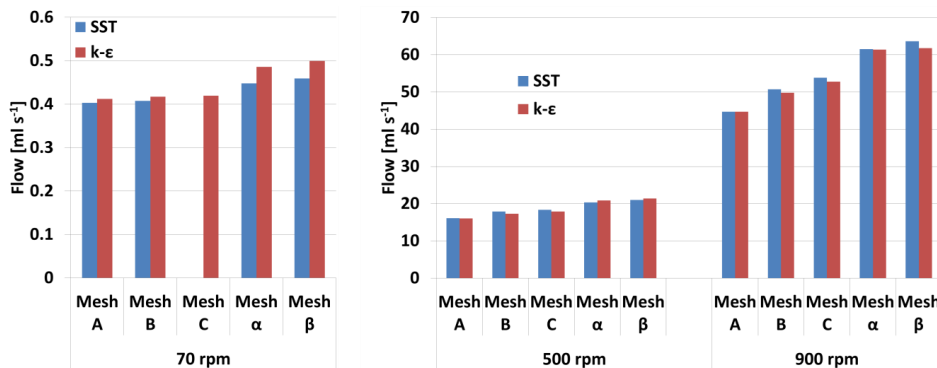 0.6
0.5
0.4
0.3
0.2
0.1
0
Flow [ml s⁻¹]
SST
k-ε
Mesh A
Mesh B
Mesh C
Mesh α
Mesh β
70 rpm
70
60
50
40
30
20
10
0
Flow [ml s⁻¹]
SST
k-ε
Mesh A
Mesh B
Mesh C
Mesh α
Mesh β
Mesh A
Mesh B
Mesh C
Mesh α
Mesh β
500 rpm
900 rpm